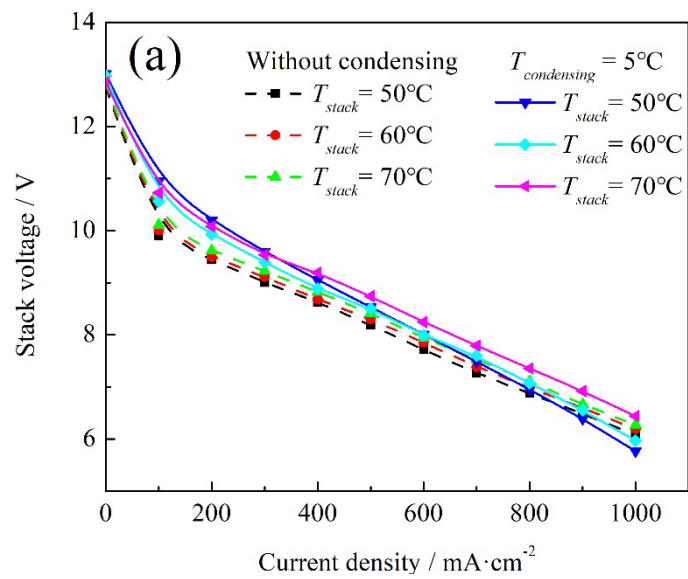 (a)
Without condensing
T_stack = 50°C
T_stack = 60°C
T_stack = 70°C
T_condensing = 5°C
T_stack = 50°C
T_stack = 60°C
T_stack = 70°C
Stack voltage / V
14
12
10
8
6
0 200 400 600 800 1000
Current density / mA·cm⁻²